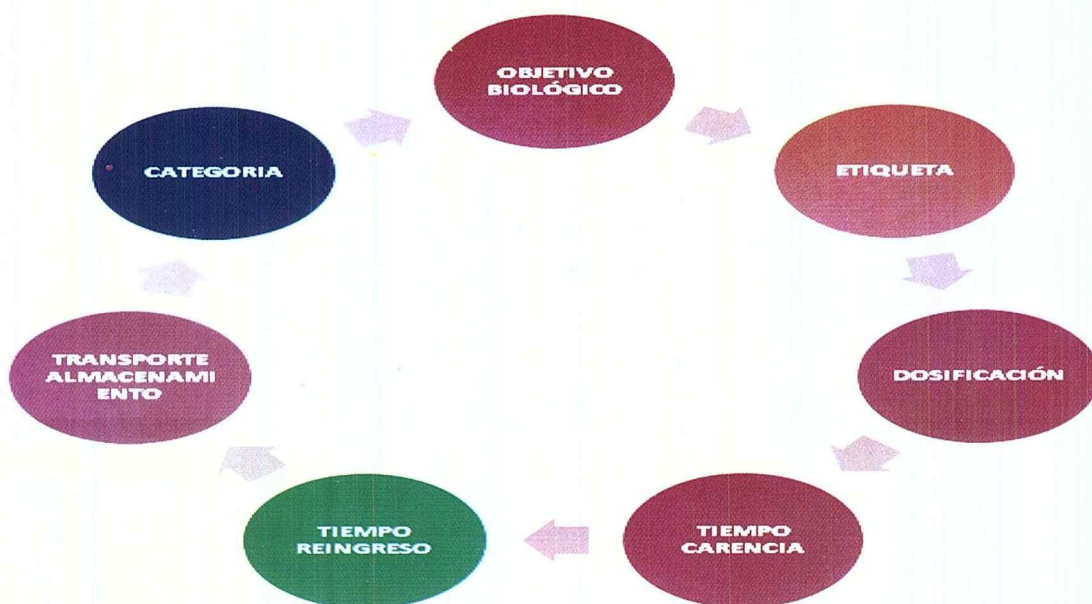 OBJETIVO
BIOLÓGICO
ETIQUETA
DOSIFICACIÓN
TIEMPO
CARENCIA
TIEMPO
REINGRESO
TRANSPORTE
ALMACENAMI
ENTO
CATEGORIA